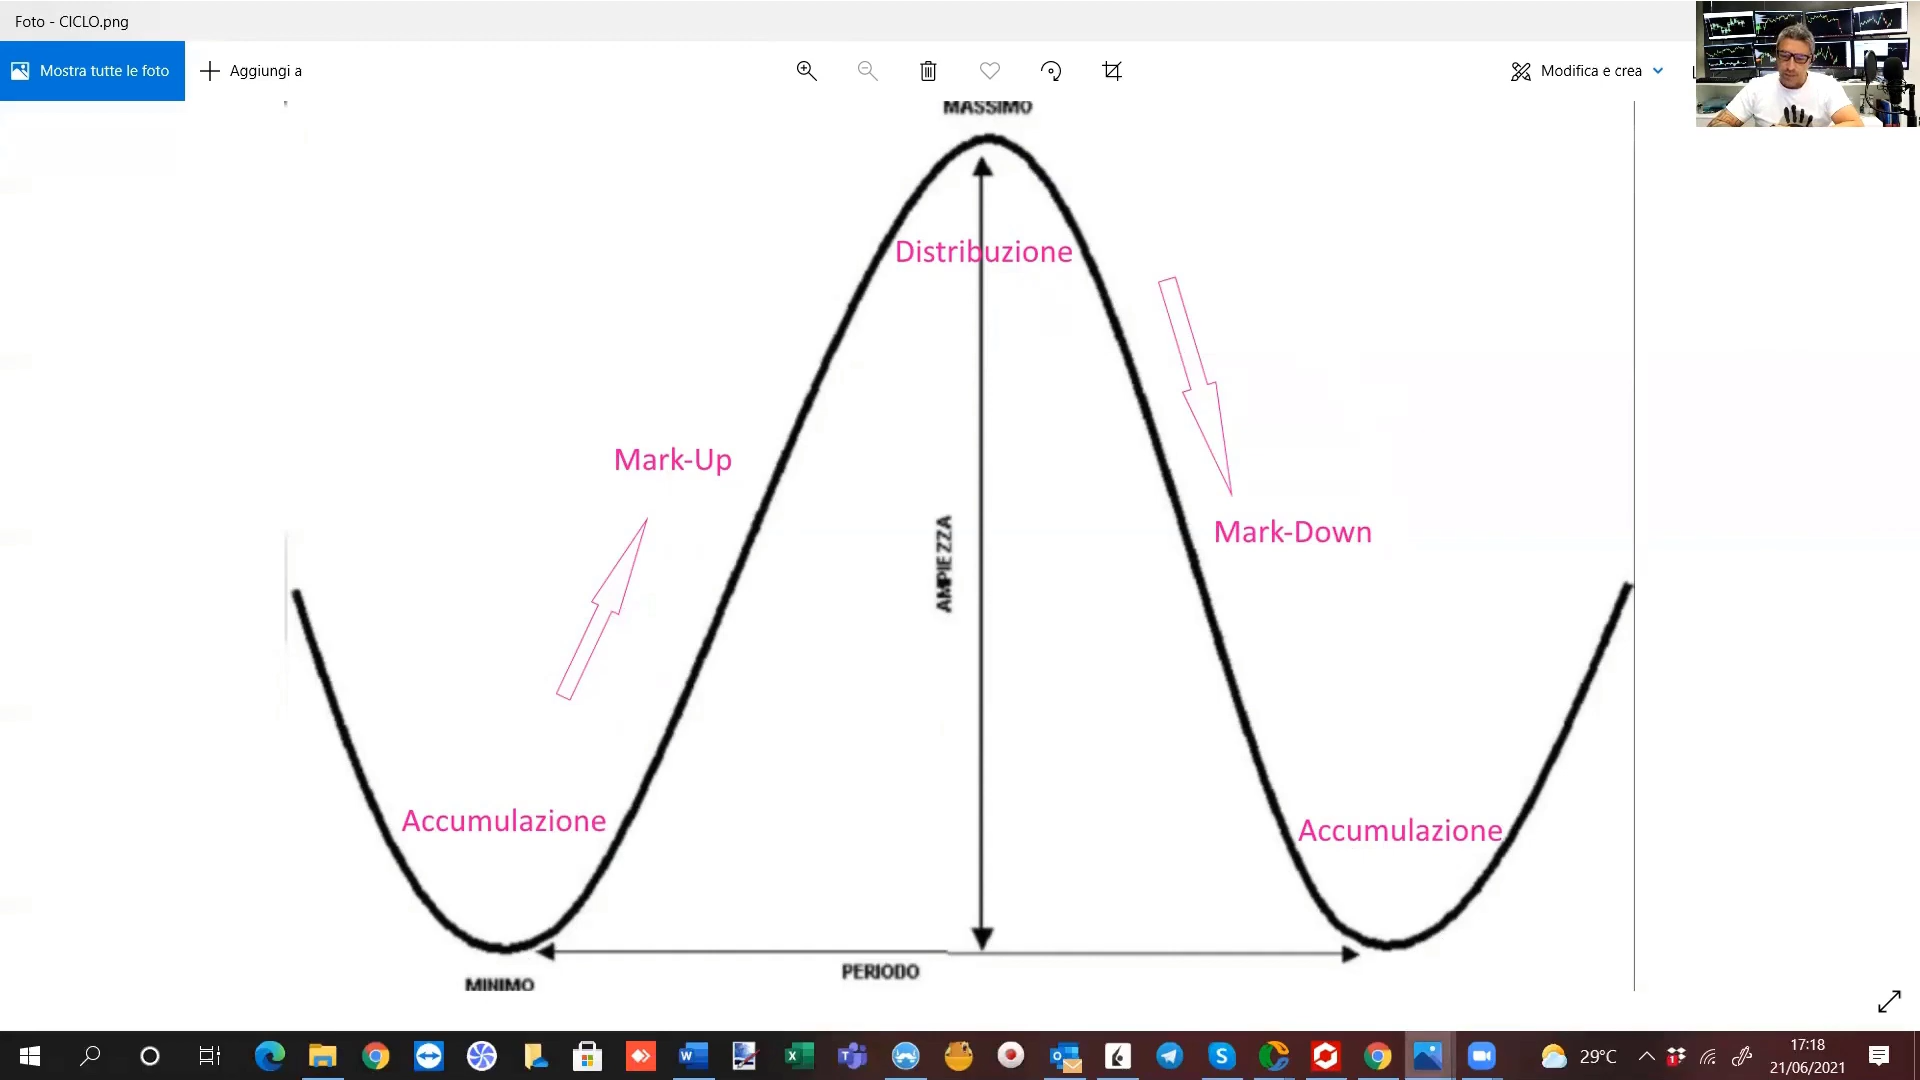 Foto - CICLO.png
Mostra tutte le foto
Aggiungi a
Modifica e crea
MASSIMO
Distribuzione
Mark-Up
AMPIEZZA
Mark-Down
Accumulazione
Accumulazione
PERIODO
MINIMO
29°C
17:18
21/06/2021